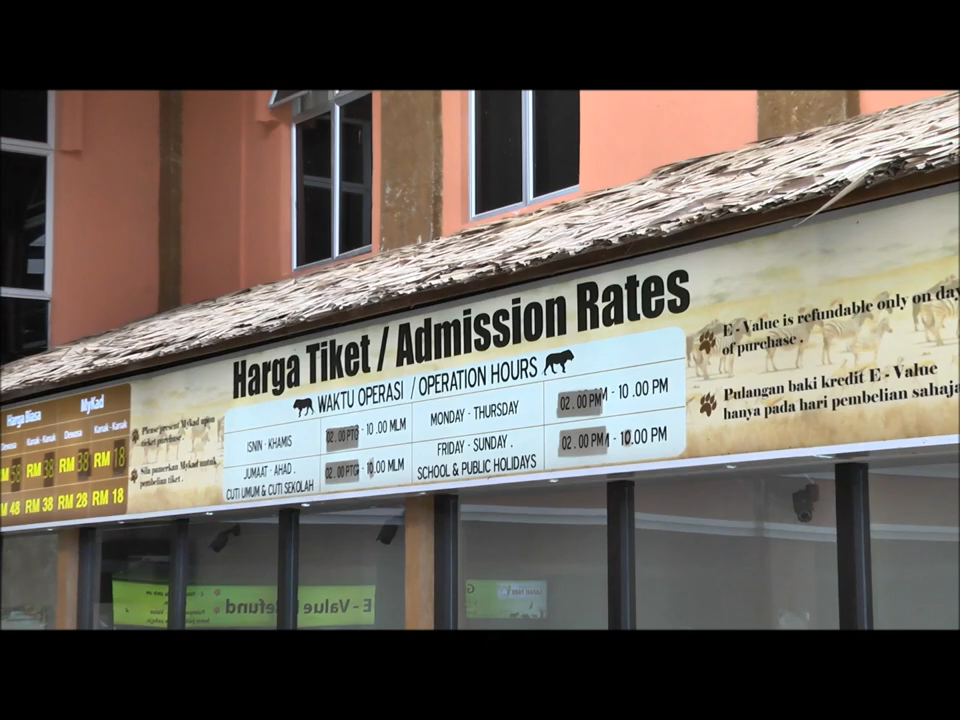 Harga Tiket / Admission Rates
WAKTU OPERASI / OPERATION HOURS
ISNIN - KHAMIS
02.00 PTG - 10.00 MLM
MONDAY - THURSDAY
02.00 PM - 10.00 PM
JUMAAT - AHAD.
CUTI UMUM & CUTI SEKOLAH
02.00 PTG - 10.00 MLM
FRIDAY - SUNDAY.
SCHOOL & PUBLIC HOLIDAYS
02.00 PM - 10.00 PM
Harga Biasa
MyKad
Dewasa Kanak - Kanak Dewasa Kanak - Kanak
RM 38 RM 18
RM 38 RM 28 RM 18
Please present MyKad upon
ticket purchase.
Sila pamerkan Mykad untuk
pembelian tiket.
E - Value is refundable only on day
of purchase.
Pulangan baki kredit E - Value
hanya pada hari pembelian sahaja
E - Value Refund